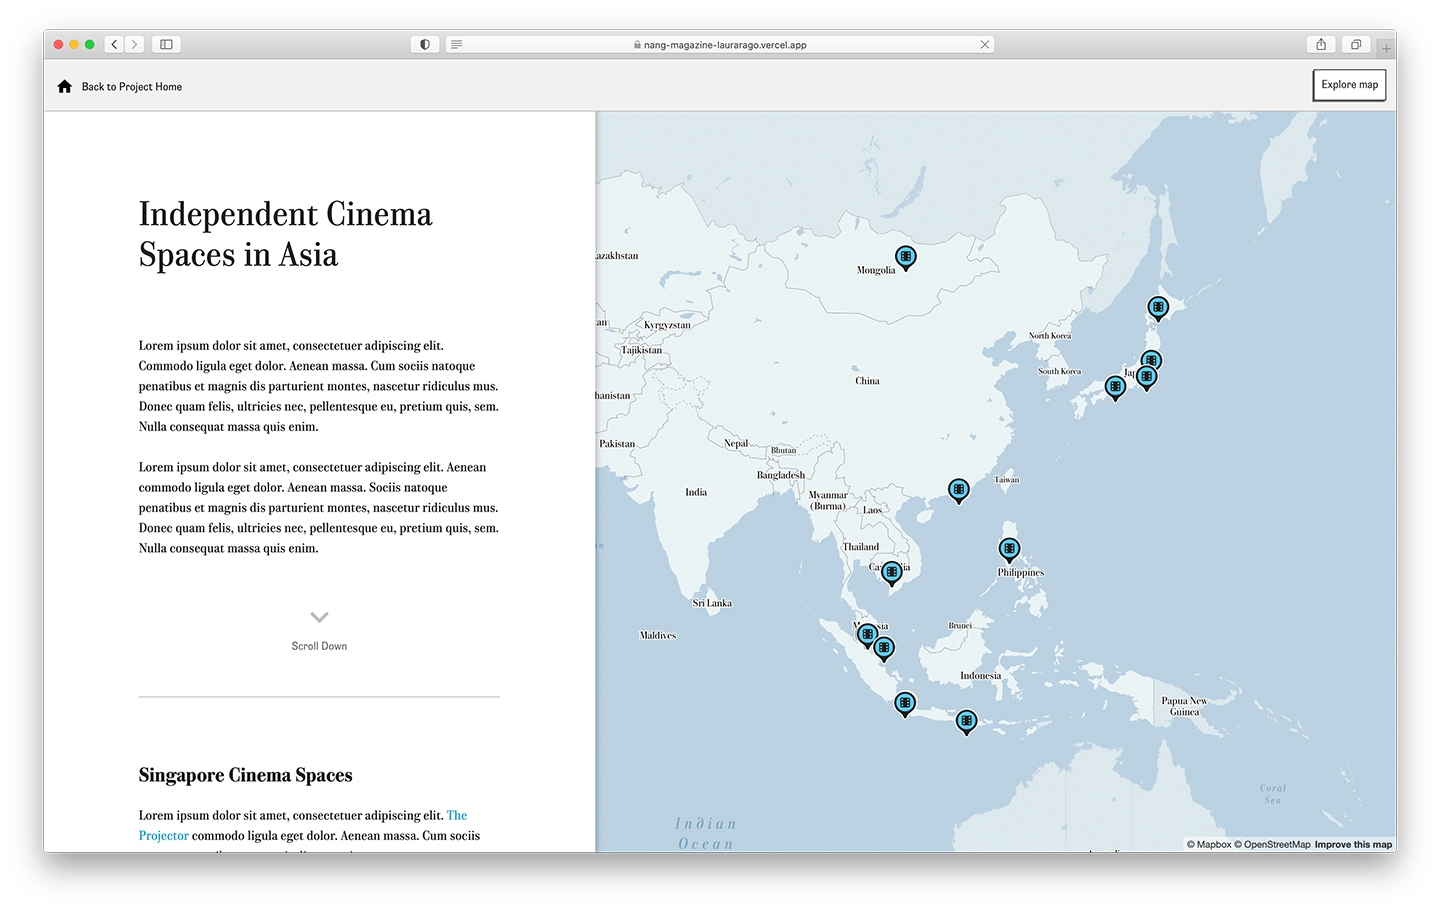 nang-magazine-laurarago.vercel.app
Back to Project Home
Explore map
Independent Cinema
Spaces in Asia
Lorem ipsum dolor sit amet, consectetuer adipiscing elit.
Commodo ligula eget dolor. Aenean massa. Cum sociis natoque
penatibus et magnis dis parturient montes, nascetur ridiculus mus.
Donec quam felis, ultricies nec, pellentesque eu, pretium quis, sem.
Nulla consequat massa quis enim.
Lorem ipsum dolor sit amet, consectetuer adipiscing elit. Aenean
commodo ligula eget dolor. Aenean massa. Sociis natoque
penatibus et magnis dis parturient montes, nascetur ridiculus mus.
Donec quam felis, ultricies nec, pellentesque eu, pretium quis, sem.
Nulla consequat massa quis enim.
Scroll Down
Singapore Cinema Spaces
Lorem ipsum dolor sit amet, consectetuer adipiscing elit. The
Projector commodo ligula eget dolor. Aenean massa. Cum sociis
azakhstan
Mongolia
Kyrgyzstan
Tajikistan
North Korea
South Korea
China
hanistan
Pakistan
Nepal
Bhutan
Bangladesh
India
Myanmar
(Burma)
Laos
Taiwan
Thailand
Philippines
Sri Lanka
Maldives
Brunei
Indonesia
Papua New
Guinea
Coral
Sea
Indian
Ocean
© Mapbox © OpenStreetMap Improve this map